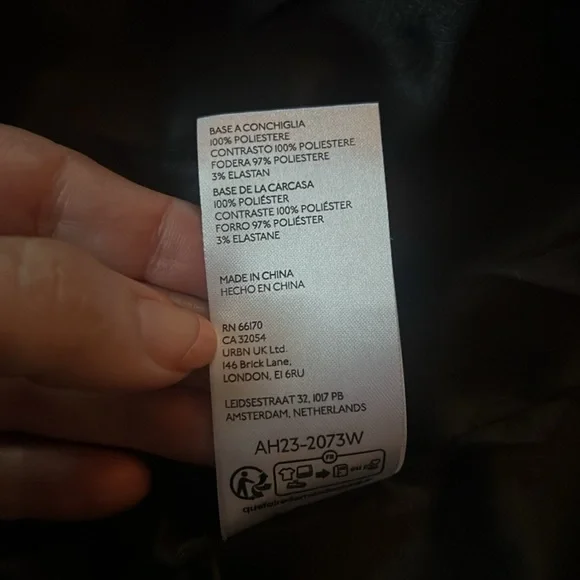 BASE A CONCHIGLIA
100% POLIESTERE
CONTRASTO 100% POLIESTERE
FODERA 97% POLIESTERE
3% ELASTAN
BASE DE LA CARCASA
100% POLIÉSTER
CONTRASTE 100% POLIÉSTER
FORRO 97% POLIÉSTER
3% ELASTANE
MADE IN CHINA
HECHO EN CHINA
RN 66170
CA 32054
URBN UK Ltd.
146 Brick Lane,
LONDON, E1 6RU
LEIDSESTRAAT 32, 1017 PB
AMSTERDAM, NETHERLANDS
AH23-2073W
FR
ou